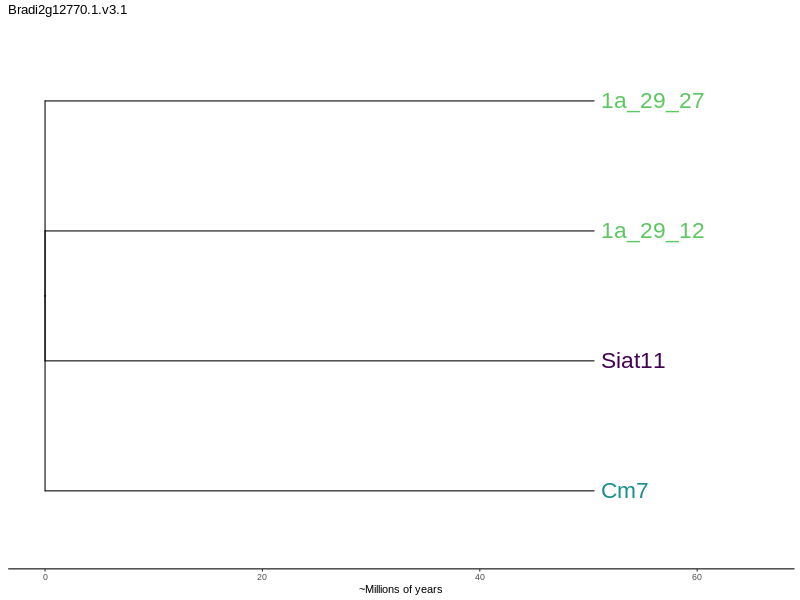 Bradi2g12770.1.v3.1
1a_29_27
1a_29_12
Siat11
Cm7
0 20 40 60
~Millions of years